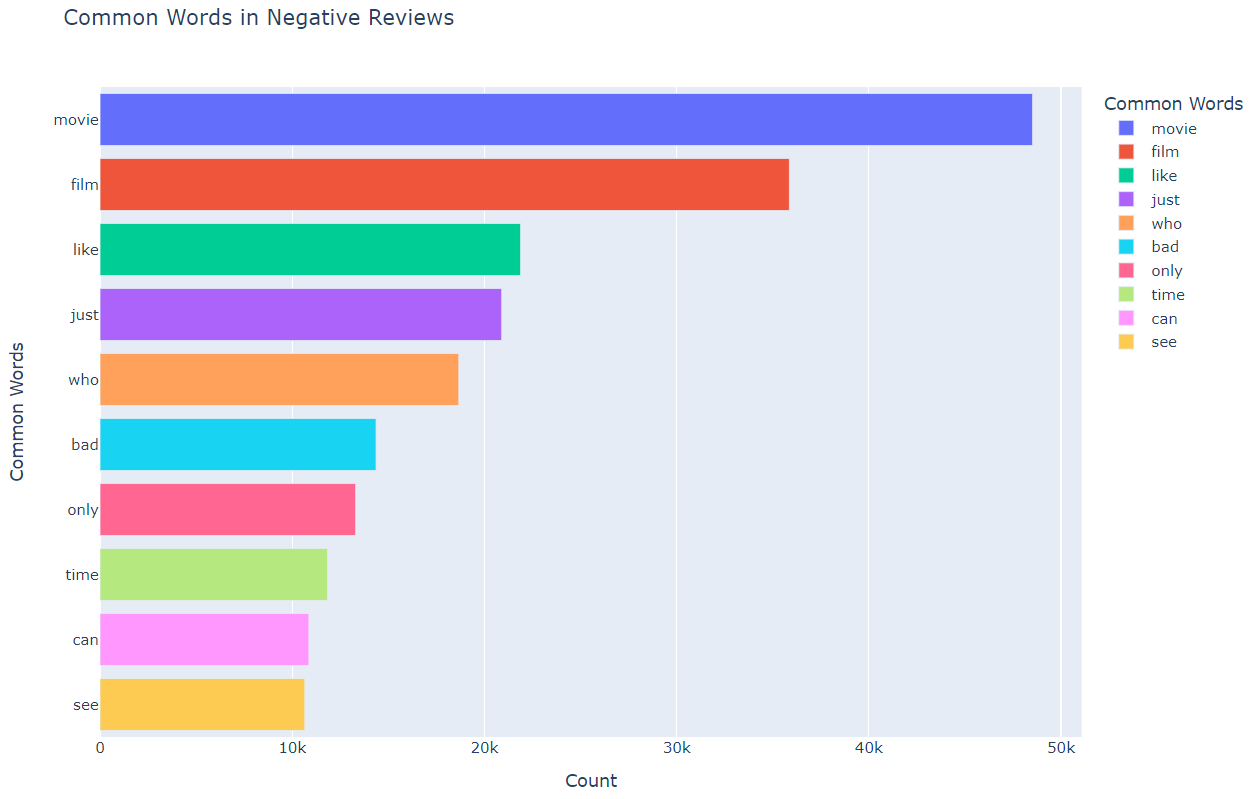 Common Words in Negative Reviews
Common Words
movie
film
like
just
who
bad
only
time
can
see
0 10k 20k 30k 40k 50k
Count
Common Words
movie
film
like
just
who
bad
only
time
can
see